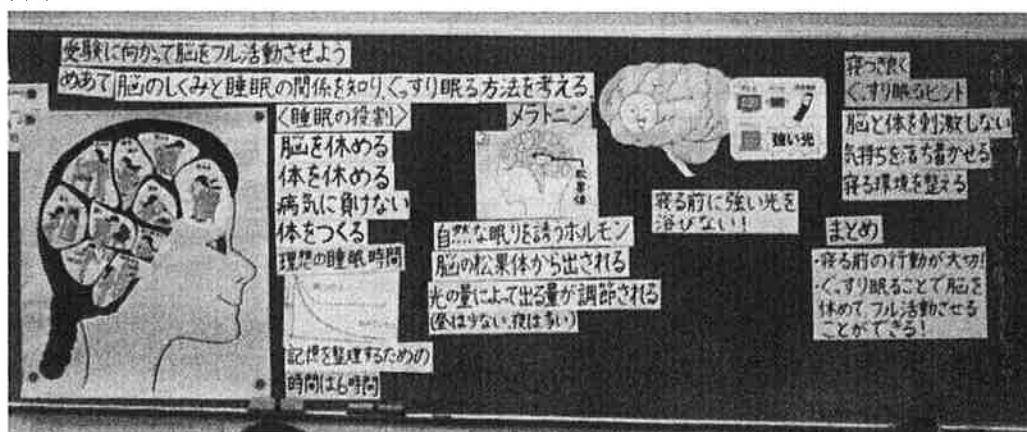 受験に向かって脳をフル活動させよう
めあて 脳のしくみと睡眠の関係を知り、ぐっすり眠る方法を考える。
〈睡眠の役割〉
脳を休める
体を休める
病気に負けない
体をつくる
理想の睡眠時間
記憶を整理するための
時間は6時間
メラトニン
松果体
自然な眠りを誘うホルモン
脳の松果体から出される
光の量によって出る量が調節される
(昼は少ない、夜は多い)
強い光
寝る前に強い光を
浴びない!
寝つき良く
ぐっすり眠るヒント
脳と体を刺激しない
気持ちを落ち着かせる
寝る環境を整える
まとめ
・寝る前の行動が大切!
・ぐっすり眠ることで脳を
休めて、フル活動させる
ことができる!